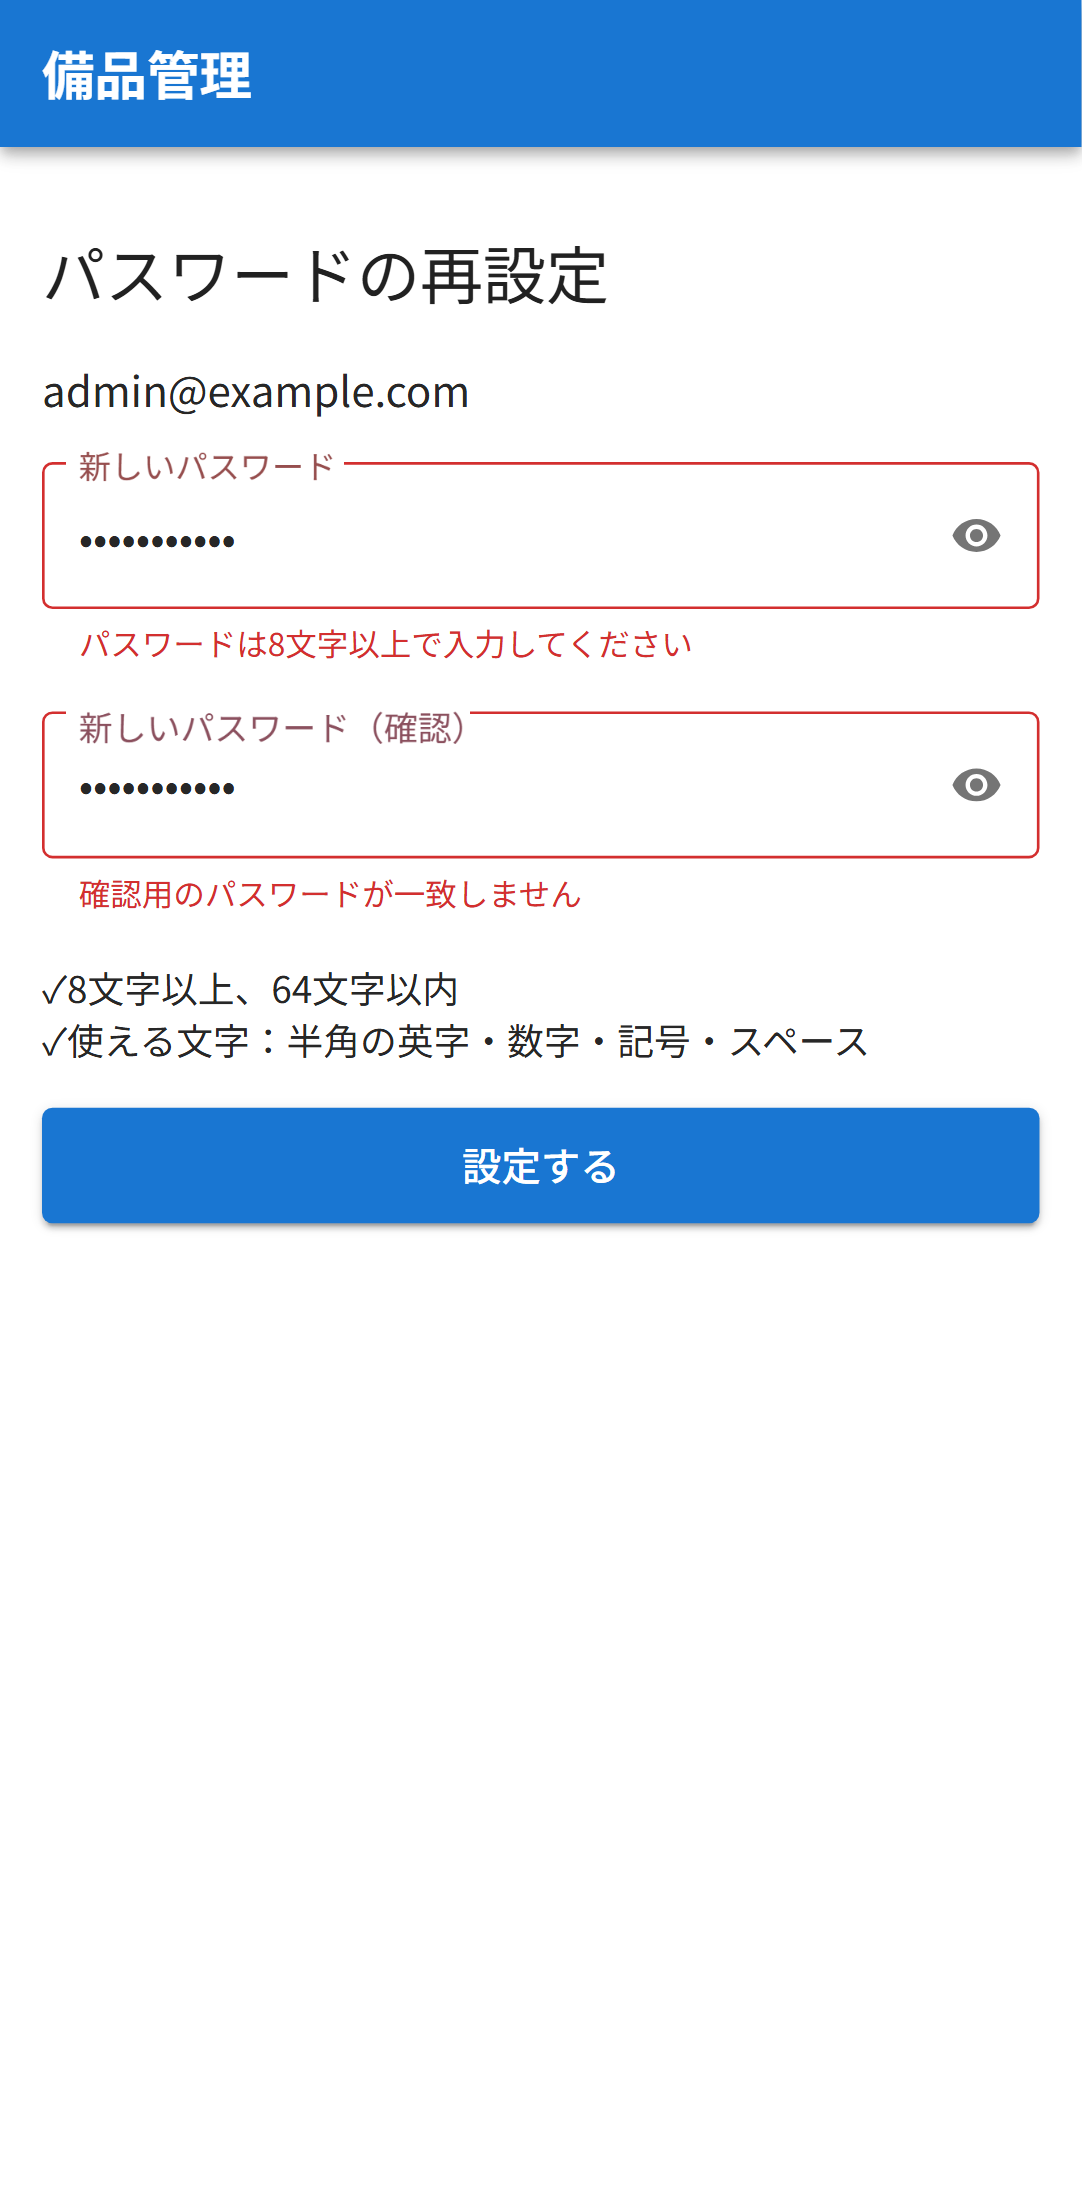 備品管理
パスワードの再設定
admin@example.com
新しいパスワード
•••••••••••
パスワードは8文字以上で入力してください
新しいパスワード（確認）
•••••••••••
確認用のパスワードが一致しません
✓8文字以上、64文字以内
✓使える文字：半角の英字・数字・記号・スペース
設定する